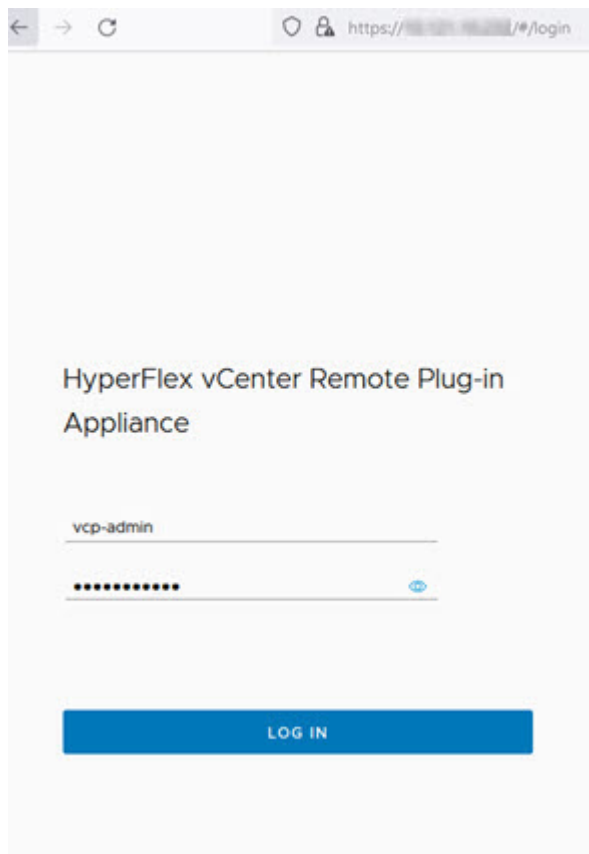 https:// /#/login
HyperFlex vCenter Remote Plug-in
Appliance
vcp-admin
LOG IN